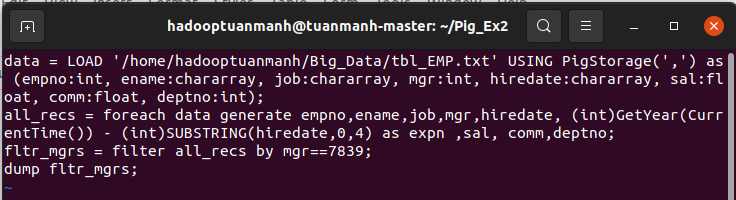 hadooptuanmanh@tuanmanh-master: ~/Pig_Ex2
data = LOAD '/home/hadooptuanmanh/Big_Data/tbl_EMP.txt' USING PigStorage(',') as
 (empno:int, ename:chararray, job:chararray, mgr:int, hiredate:chararray, sal:fl
oat, comm:float, deptno:int);
all_recs = foreach data generate empno,ename,job,mgr,hiredate, (int)GetYear(Curr
entTime()) - (int)SUBSTRING(hiredate,0,4) as expn ,sal, comm,deptno;
fltr_mgrs = filter all_recs by mgr==7839;
dump fltr_mgrs;
~